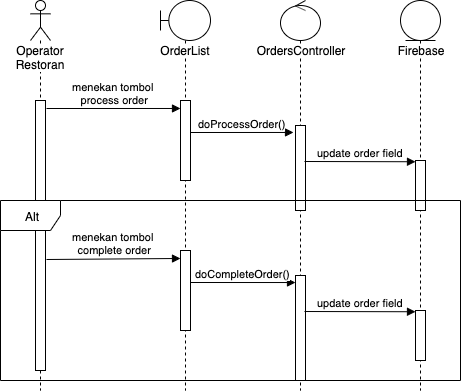 Operator
Restoran
OrderList
OrdersController
Firebase
menekan tombol
process order
doProcessOrder()
update order field
Alt
menekan tombol
complete order
doCompleteOrder()
update order field